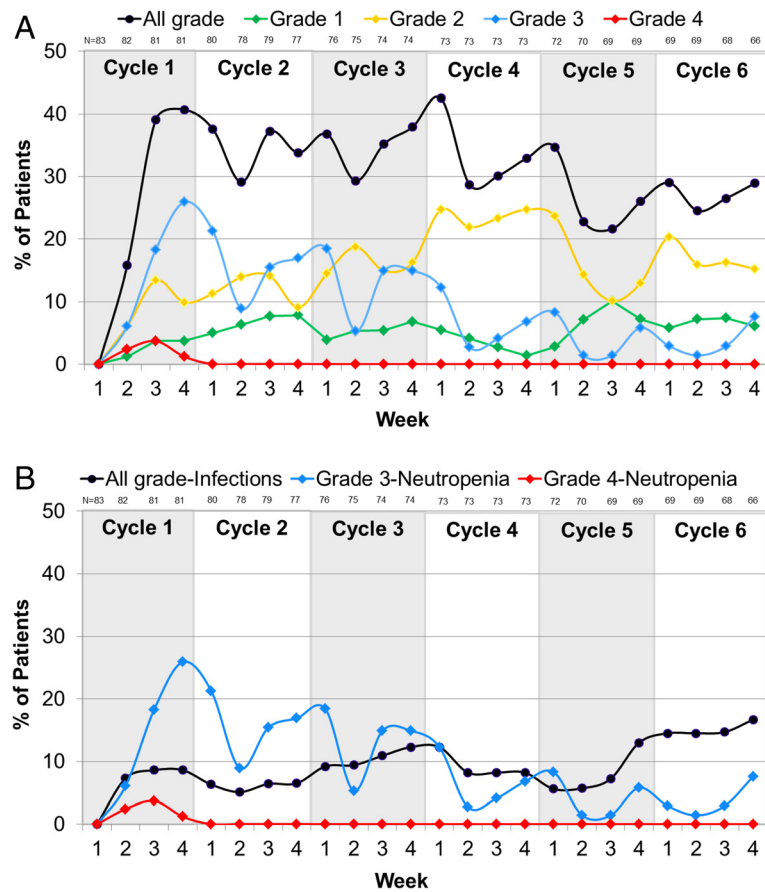 A
All grade Grade 1 Grade 2 Grade 3 Grade 4
N=83 82 81 81 80 78 79 77 76 75 74 74 73 73 73 73 72 70 69 69 69 69 68 66
50
Cycle 1 Cycle 2 Cycle 3 Cycle 4 Cycle 5 Cycle 6
40
30
20
10
0
% of Patients
1 2 3 4 1 2 3 4 1 2 3 4 1 2 3 4 1 2 3 4 1 2 3 4
Week
B
All grade-Infections Grade 3-Neutropenia Grade 4-Neutropenia
N=83 82 81 81 80 78 79 77 76 75 74 74 73 73 73 73 72 70 69 69 69 69 68 66
50
Cycle 1 Cycle 2 Cycle 3 Cycle 4 Cycle 5 Cycle 6
40
30
20
10
0
% of Patients
1 2 3 4 1 2 3 4 1 2 3 4 1 2 3 4 1 2 3 4 1 2 3 4
Week